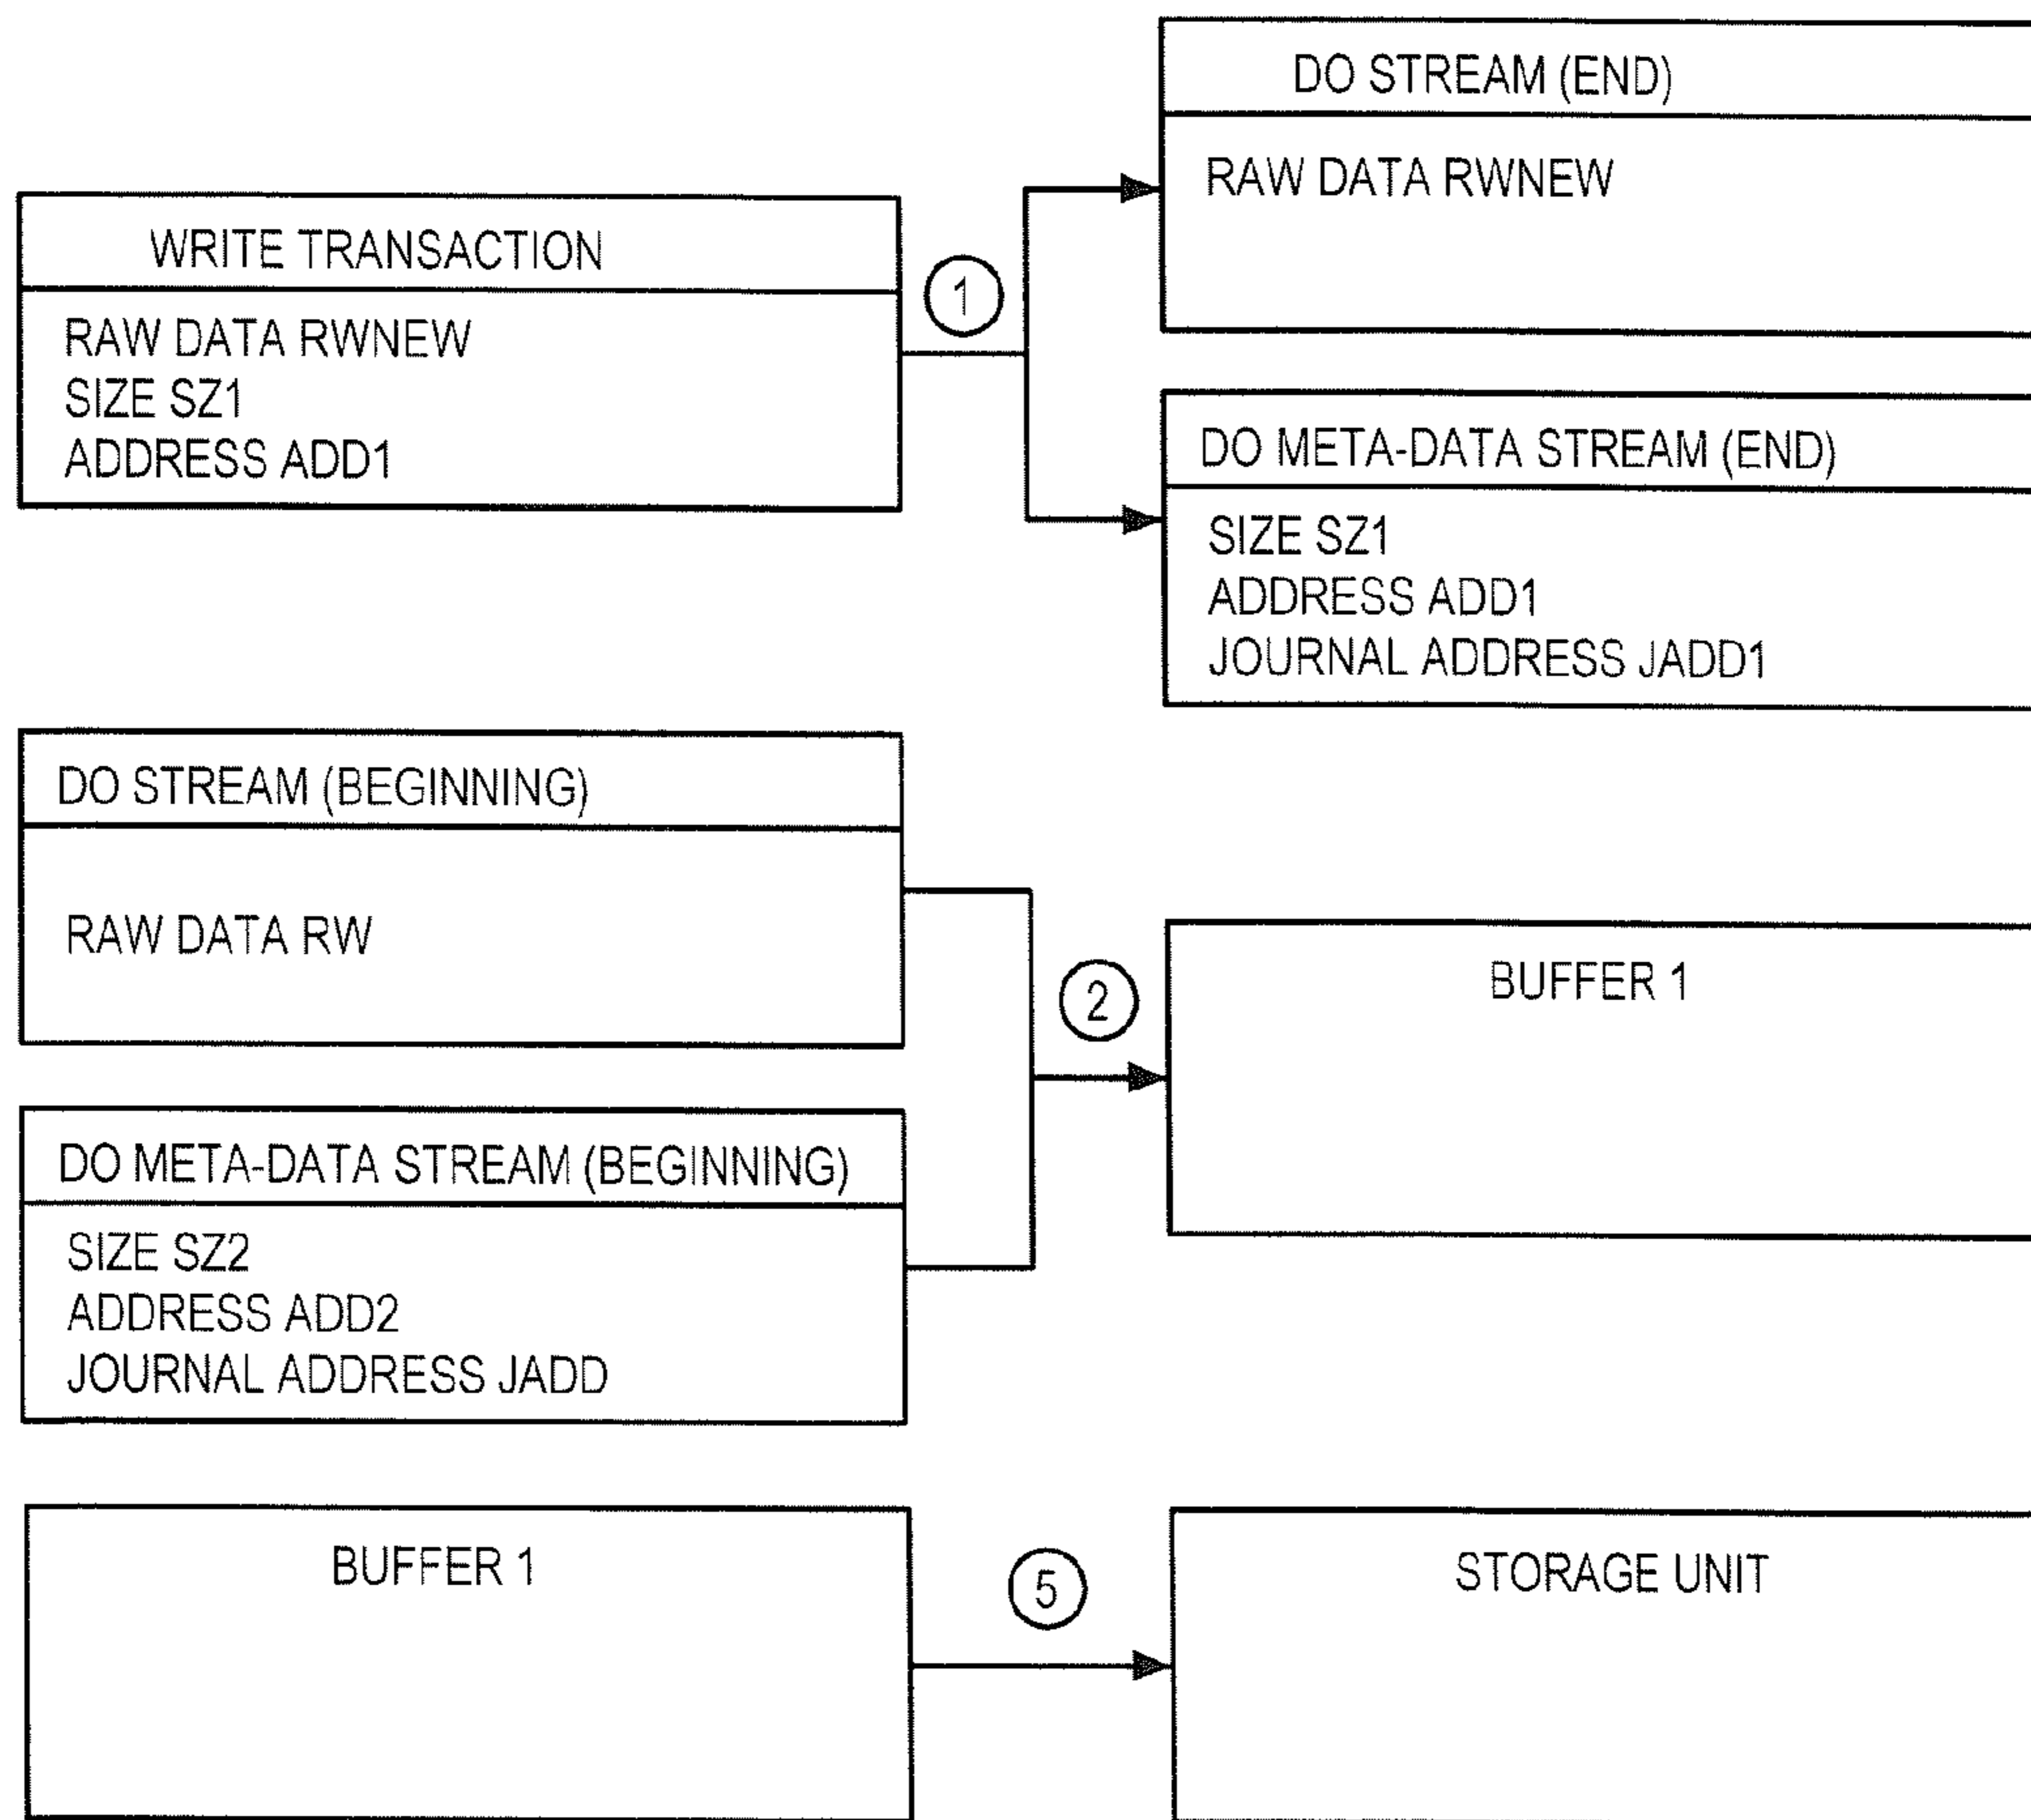 DO STREAM (END)
RAW DATA RWNEW
WRITE TRANSACTION
RAW DATA RWNEW
SIZE SZ1
ADDRESS ADD1
1
DO META-DATA STREAM (END)
SIZE SZ1
ADDRESS ADD1
JOURNAL ADDRESS JADD1
DO STREAM (BEGINNING)
RAW DATA RW
2
BUFFER 1
DO META-DATA STREAM (BEGINNING)
SIZE SZ2
ADDRESS ADD2
JOURNAL ADDRESS JADD
BUFFER 1
5
STORAGE UNIT